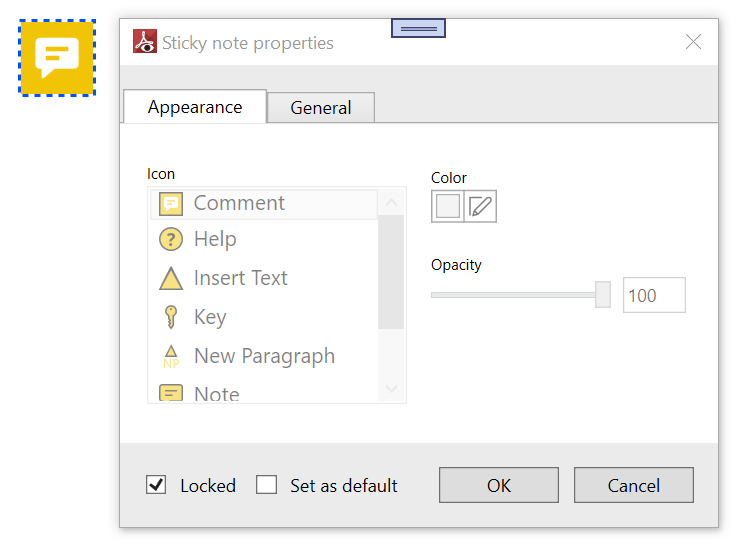 Sticky note properties
Appearance
General
Icon
Comment
Help
Insert Text
Key
NP
New Paragraph
Note
Color
Opacity
100
Locked
Set as default
OK
Cancel